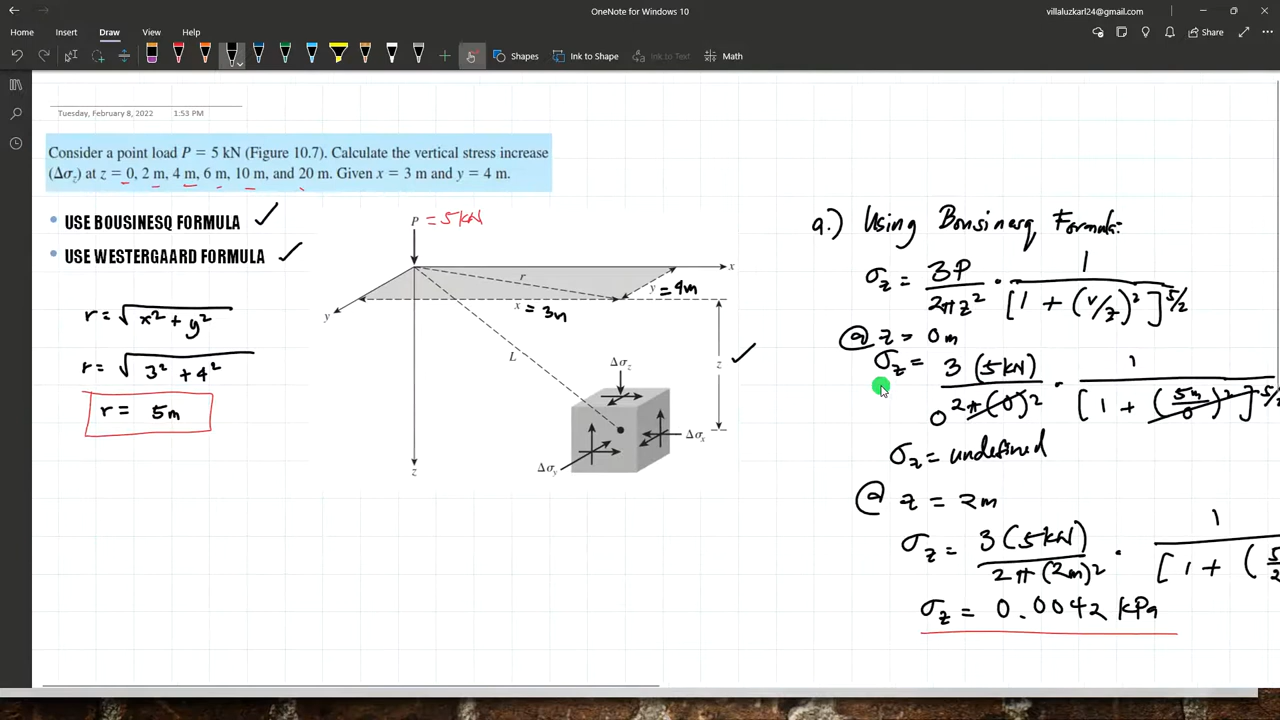 OneNote for Windows 10
villaluzkarl24@gmail.com
Home Insert Draw View Help
Share
Shapes Ink to Shape Ink to Text Math
Tuesday, February 8, 2022 1:53 PM
Consider a point load P = 5 kN (Figure 10.7). Calculate the vertical stress increase
(Δσz) at z = 0, 2 m, 4 m, 6 m, 10 m, and 20 m. Given x = 3 m and y = 4 m.
• USE BOUSINESQ FORMULA ✓
• USE WESTERGAARD FORMULA ✓
r = √x² + y²
r = √3² + 4²
r = 5m
P = 5kN
x
r
y = 4m
x = 3m
y
L
z ✓
Δσz
Δσx
Δσy
z
a.) Using Bousinesq Formula:
σz = 3P / 2πz² · 1 / [1 + (r/z)²]^5/2
@ z = 0m
σz = 3(5kN) / 2π(0)² · 1 / [1 + (5m/0)²]^5/2
0
σz = undefined
@ z = 2m
σz = 3(5kN) / 2π(2m)² · 1 / [1 + (5/2
σz = 0.0042 kPa